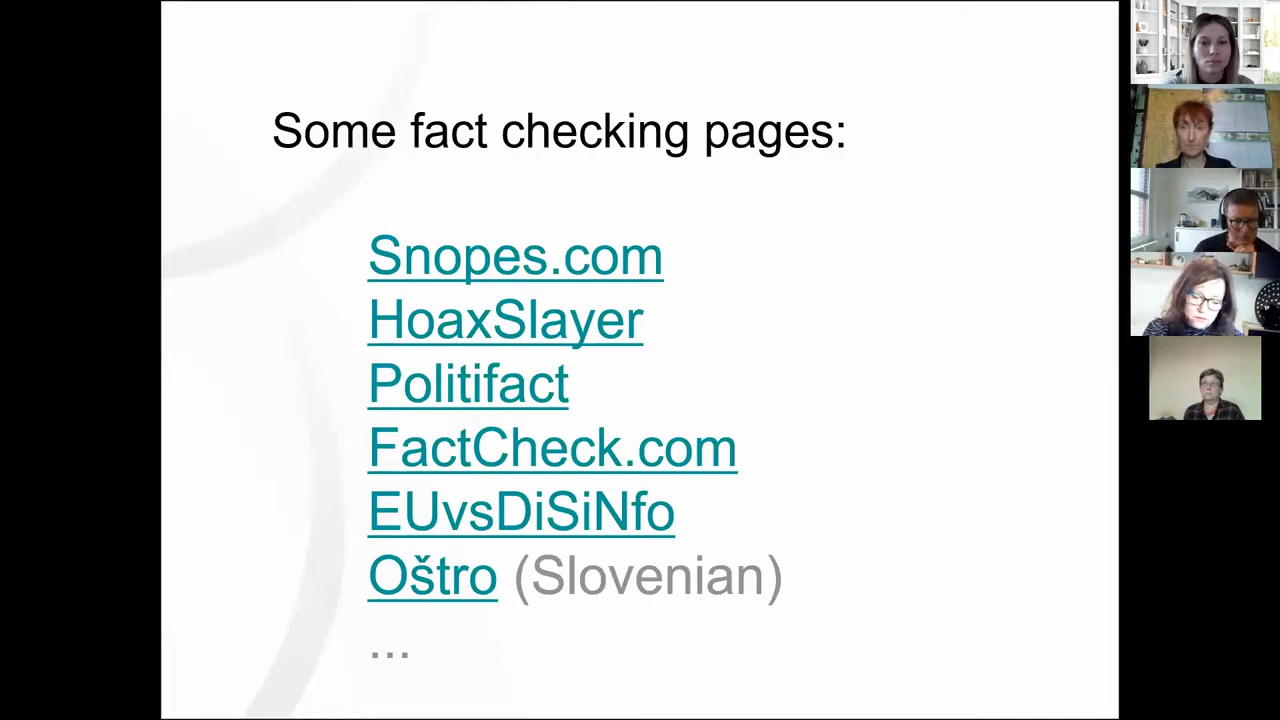 Some fact checking pages:
Snopes.com
HoaxSlayer
Politifact
FactCheck.com
EUvsDiSiNfo
Oštro (Slovenian)
...